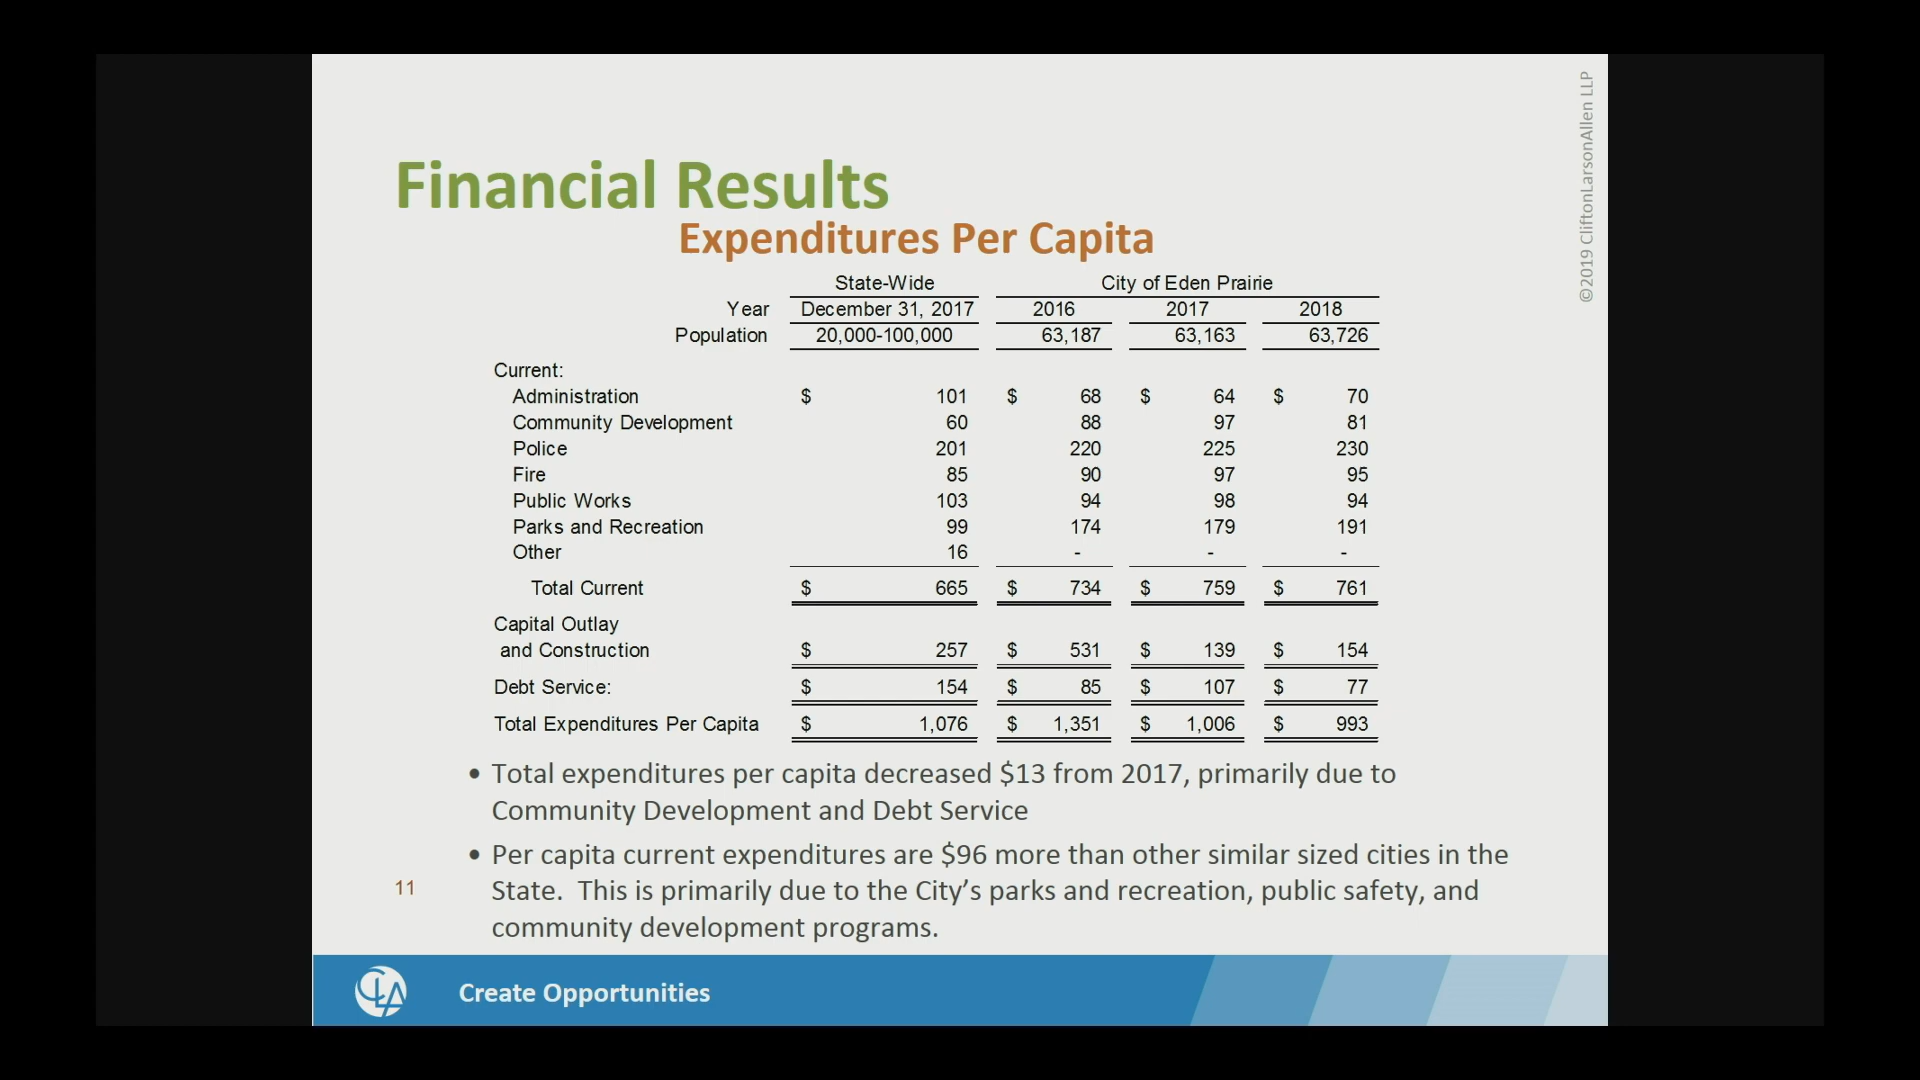 ©2019 CliftonLarsonAllen LLP
Financial Results
Expenditures Per Capita
State-Wide City of Eden Prairie
Year December 31, 2017 2016 2017 2018
Population 20,000-100,000 63,187 63,163 63,726
Current:
Administration $ 101 $ 68 $ 64 $ 70
Community Development 60 88 97 81
Police 201 220 225 230
Fire 85 90 97 95
Public Works 103 94 98 94
Parks and Recreation 99 174 179 191
Other 16 - - -
Total Current $ 665 $ 734 $ 759 $ 761
Capital Outlay
and Construction $ 257 $ 531 $ 139 $ 154
Debt Service: $ 154 $ 85 $ 107 $ 77
Total Expenditures Per Capita $ 1,076 $ 1,351 $ 1,006 $ 993
• Total expenditures per capita decreased $13 from 2017, primarily due to
Community Development and Debt Service
• Per capita current expenditures are $96 more than other similar sized cities in the
State. This is primarily due to the City’s parks and recreation, public safety, and
community development programs.
11
CLA
Create Opportunities